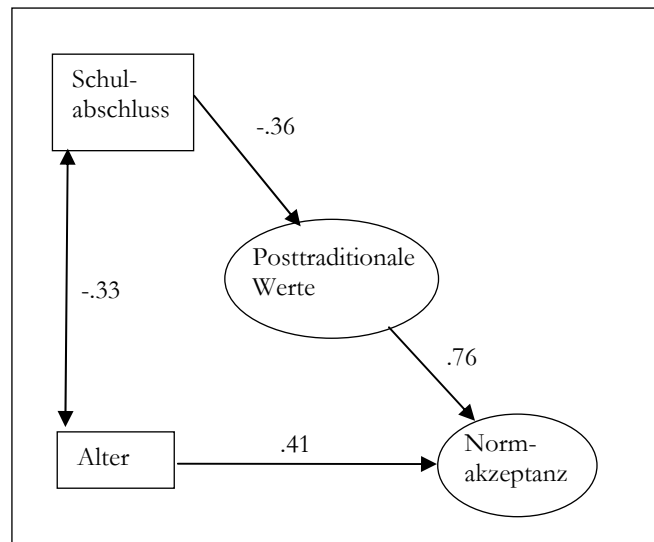 Schul-
abschluss
-.36
Posttraditionale
Werte
-.33
.76
Alter
.41
Norm-
akzeptanz